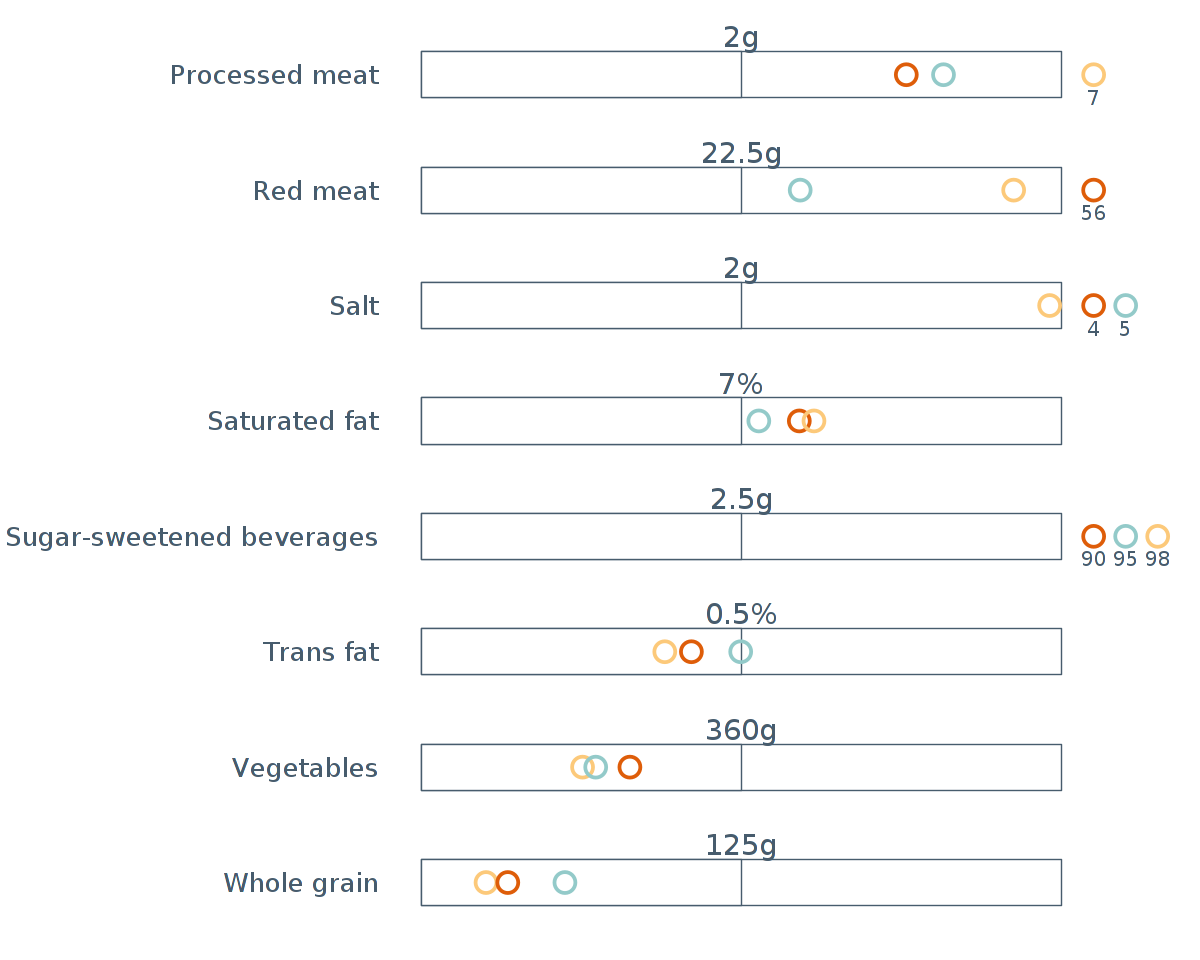 2g
Processed meat
7
22.5g
Red meat
56
2g
Salt
4 5
7%
Saturated fat
2.5g
Sugar-sweetened beverages
90 95 98
0.5%
Trans fat
360g
Vegetables
125g
Whole grain